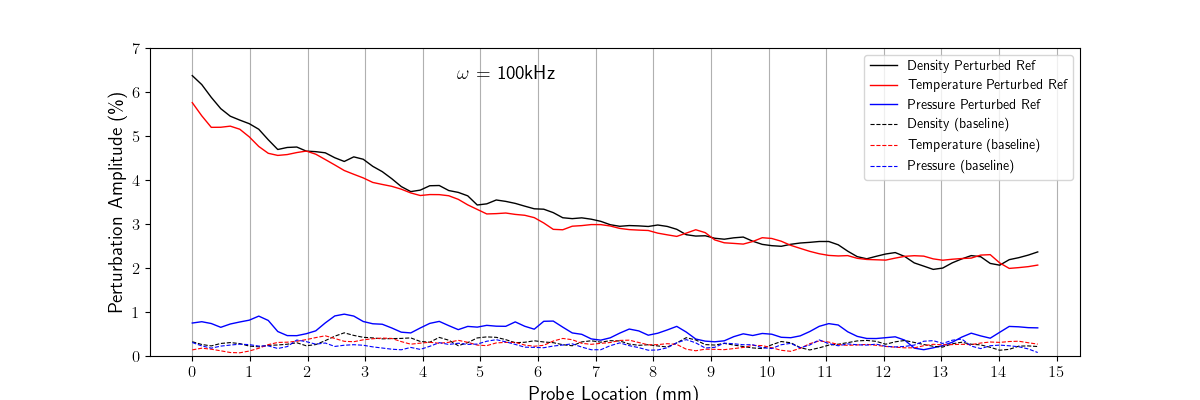 ω = 100kHz
Density Perturbed Ref
Temperature Perturbed Ref
Pressure Perturbed Ref
Density (baseline)
Temperature (baseline)
Pressure (baseline)
Perturbation Amplitude (%)
7
6
5
4
3
2
1
0
0 1 2 3 4 5 6 7 8 9 10 11 12 13 14 15
Probe Location (mm)